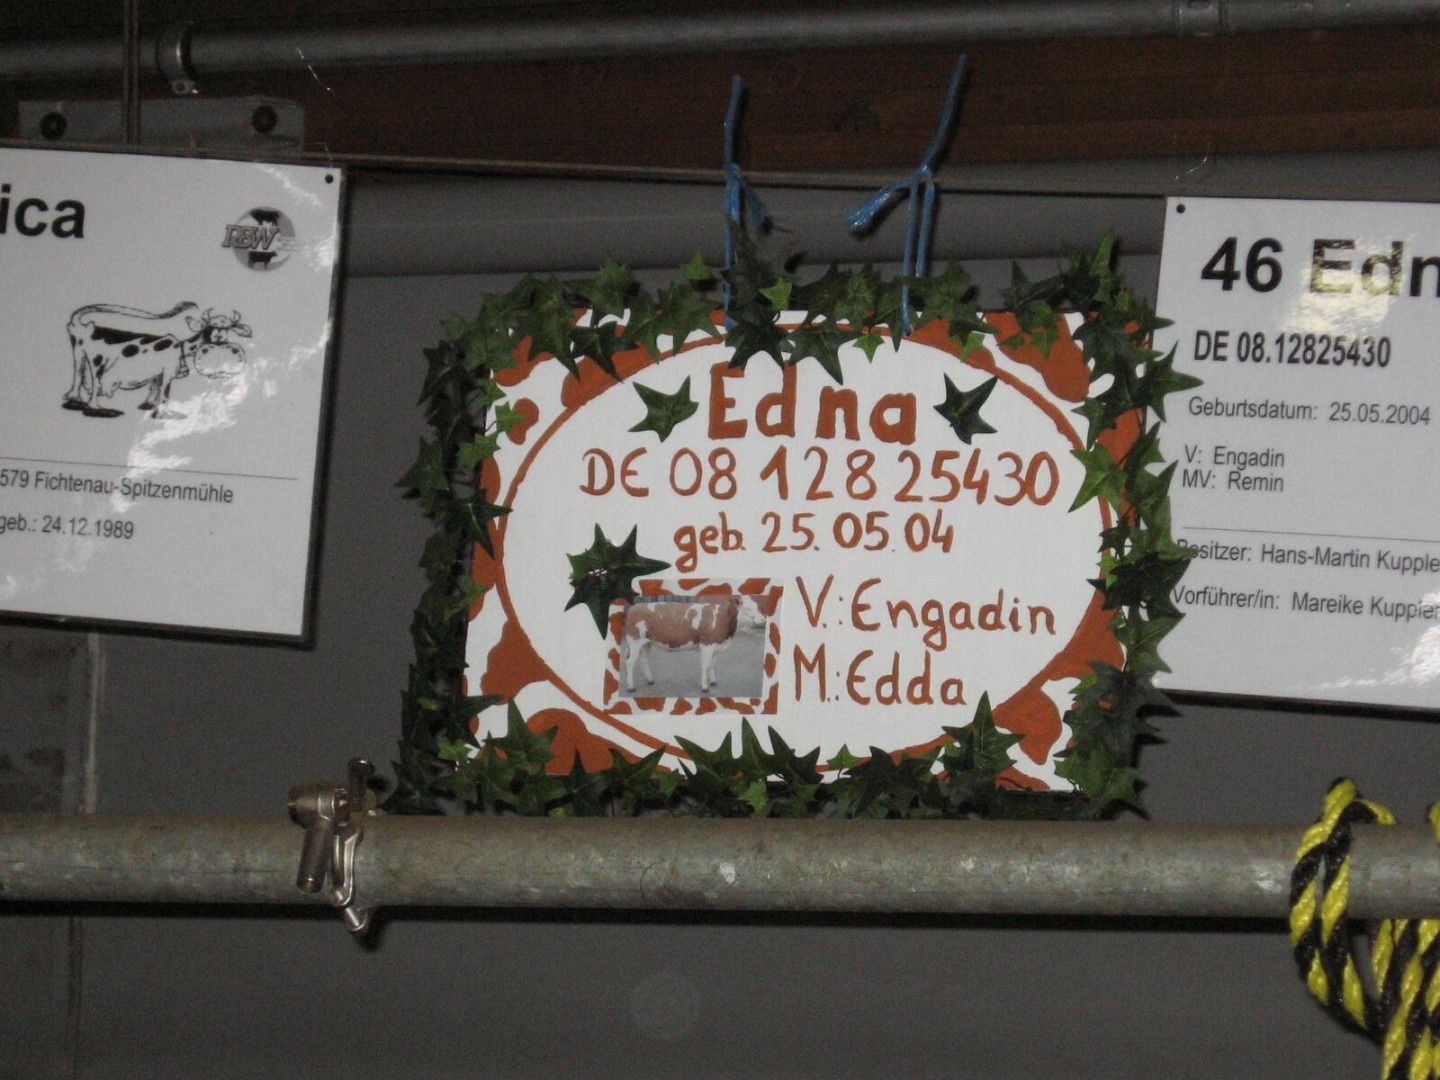 ica
RBW
579 Fichtenau-Spitzenmühle
geb.: 24.12.1989
Edna
DE 08 128 25430
geb. 25.05.04
V.: Engadin
M.: Edda
46 Edn
DE 08.12825430
Geburtsdatum: 25.05.2004
V: Engadin
MV: Remin
Besitzer: Hans-Martin Kupple
Vorführer/in: Mareike Kuppler